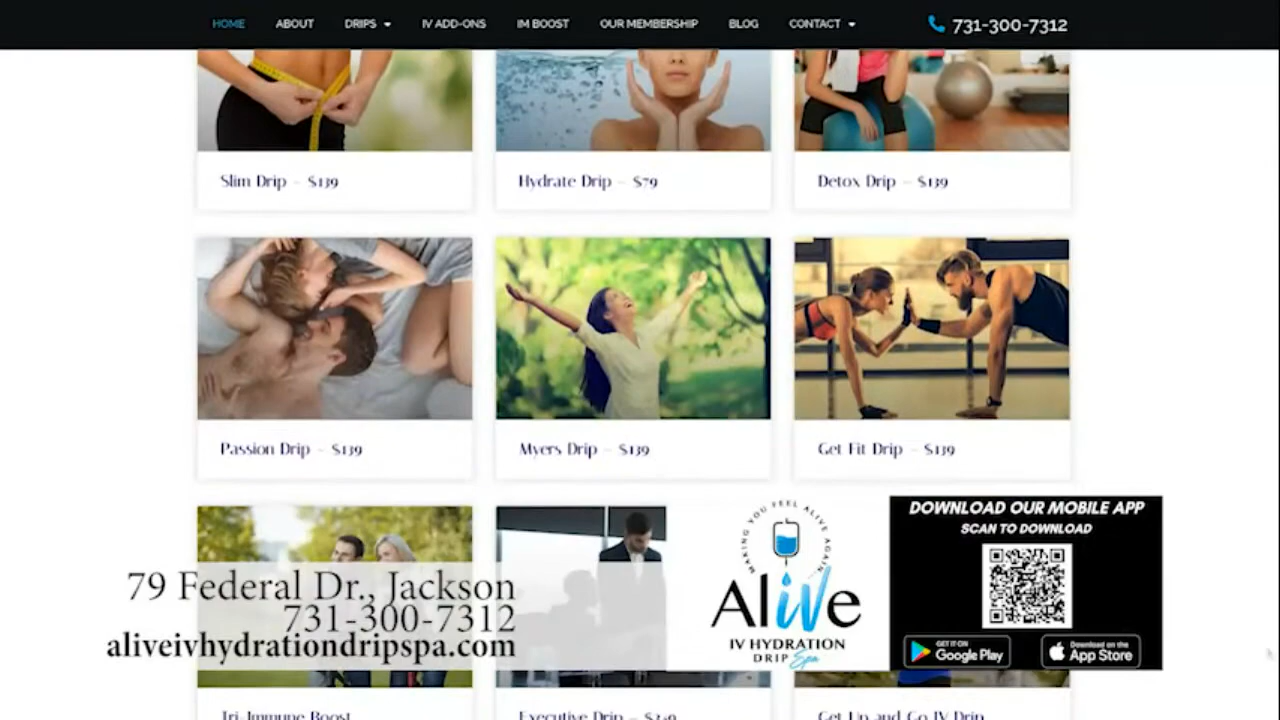 HOME ABOUT DRIPS IV ADD-ONS IM BOOST OUR MEMBERSHIP BLOG CONTACT 731-300-7312
Slim Drip – $139
Hydrate Drip – $79
Detox Drip – $139
Passion Drip – $139
Myers Drip – $139
Get Fit Drip – $139
79 Federal Dr., Jackson
731-300-7312
aliveivhydrationdripspa.com
MAKING YOU FEEL ALIVE AGAIN...
AlIVe
IV HYDRATION
DRIP Spa
DOWNLOAD OUR MOBILE APP
SCAN TO DOWNLOAD
GET IT ON
Google Play
Download on the
App Store
Tri-Immune Boost
Executive Drip –
Get Up and Go IV Drip